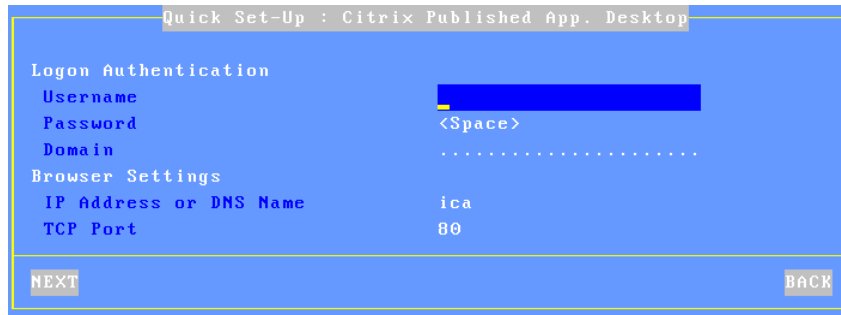 Quick Set-Up : Citrix Published App. Desktop
Logon Authentication
Username
Password <Space>
Domain ......................
Browser Settings
IP Address or DNS Name ica
TCP Port 80
NEXT BACK